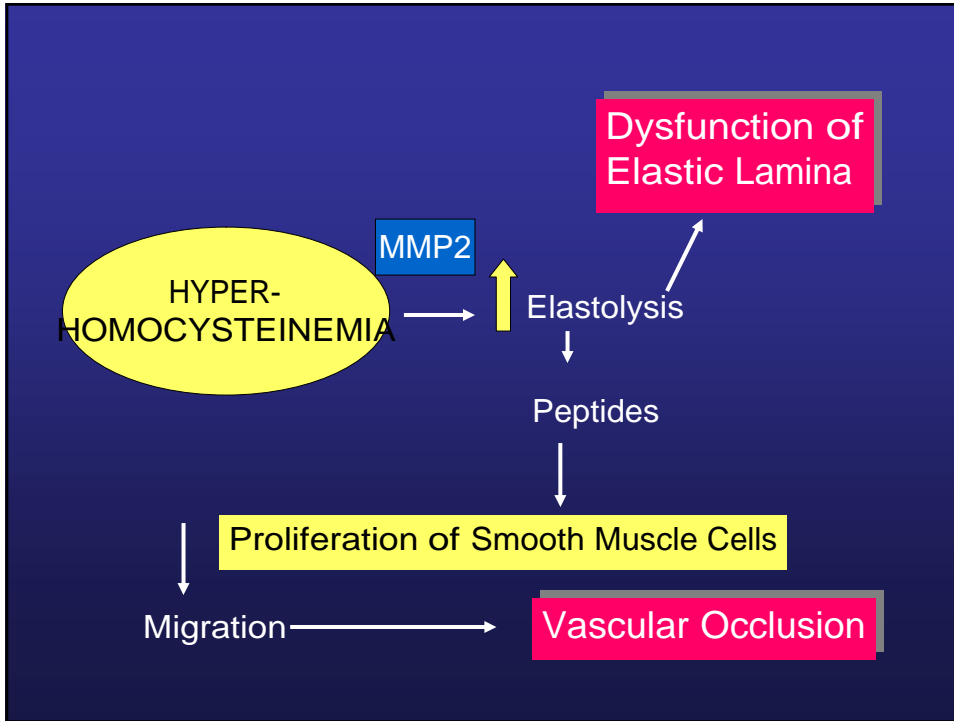 Dysfunction of
Elastic Lamina
MMP2
HYPER-
HOMOCYSTEINEMIA
Elastolysis
Peptides
Proliferation of Smooth Muscle Cells
Migration
Vascular Occlusion